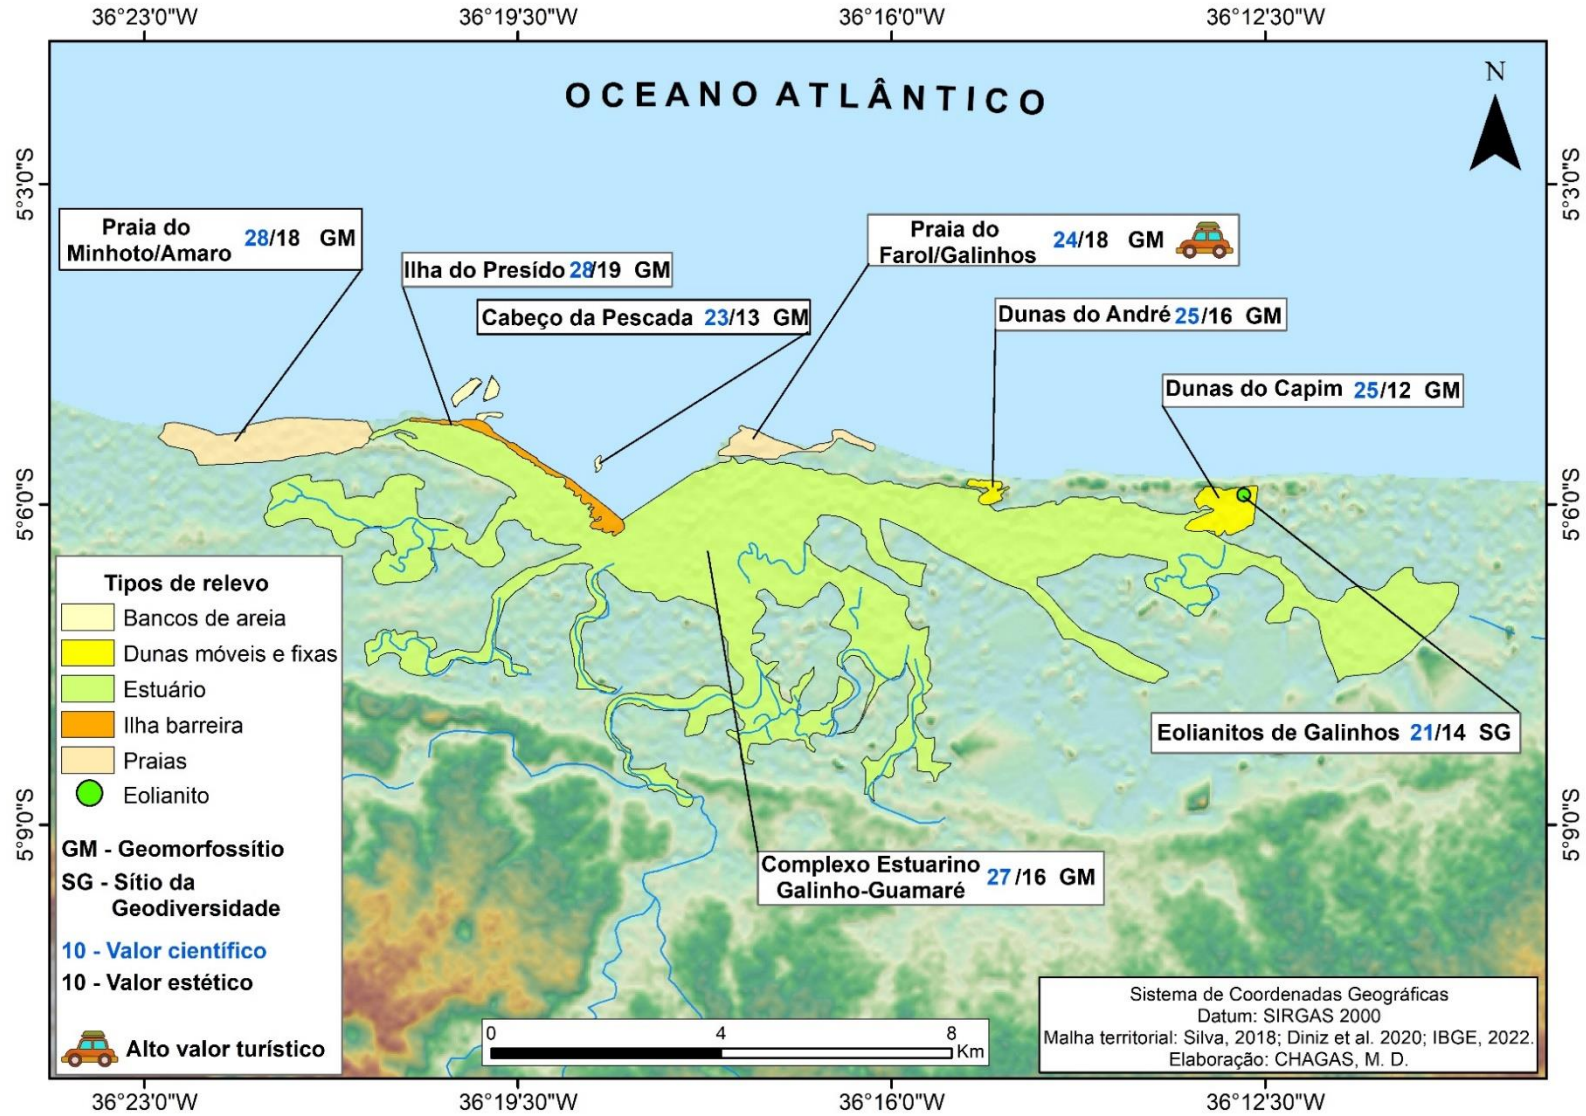 36°23'0"W
36°19'30"W
36°16'0"W
36°12'30"W
OCEANO ATLÂNTICO
N
5°3'0"S
5°3'0"S
Praia do
Minhoto/Amaro 28/18 GM
Praia do
Farol/Galinhos 24/18 GM
Ilha do Presído 28/19 GM
Cabeço da Pescada 23/13 GM
Dunas do André 25/16 GM
Dunas do Capim 25/12 GM
5°6'0"S
5°6'0"S
Eolianitos de Galinhos 21/14 SG
Complexo Estuarino
Galinho-Guamaré 27/16 GM
5°9'0"S
5°9'0"S
Tipos de relevo
Bancos de areia
Dunas móveis e fixas
Estuário
Ilha barreira
Praias
Eolianito
GM - Geomorfossítio
SG - Sítio da
Geodiversidade
10 - Valor científico
10 - Valor estético
Alto valor turístico
0 4 8
Km
Sistema de Coordenadas Geográficas
Datum: SIRGAS 2000
Malha territorial: Silva, 2018; Diniz et al. 2020; IBGE, 2022.
Elaboração: CHAGAS, M. D.
36°23'0"W
36°19'30"W
36°16'0"W
36°12'30"W